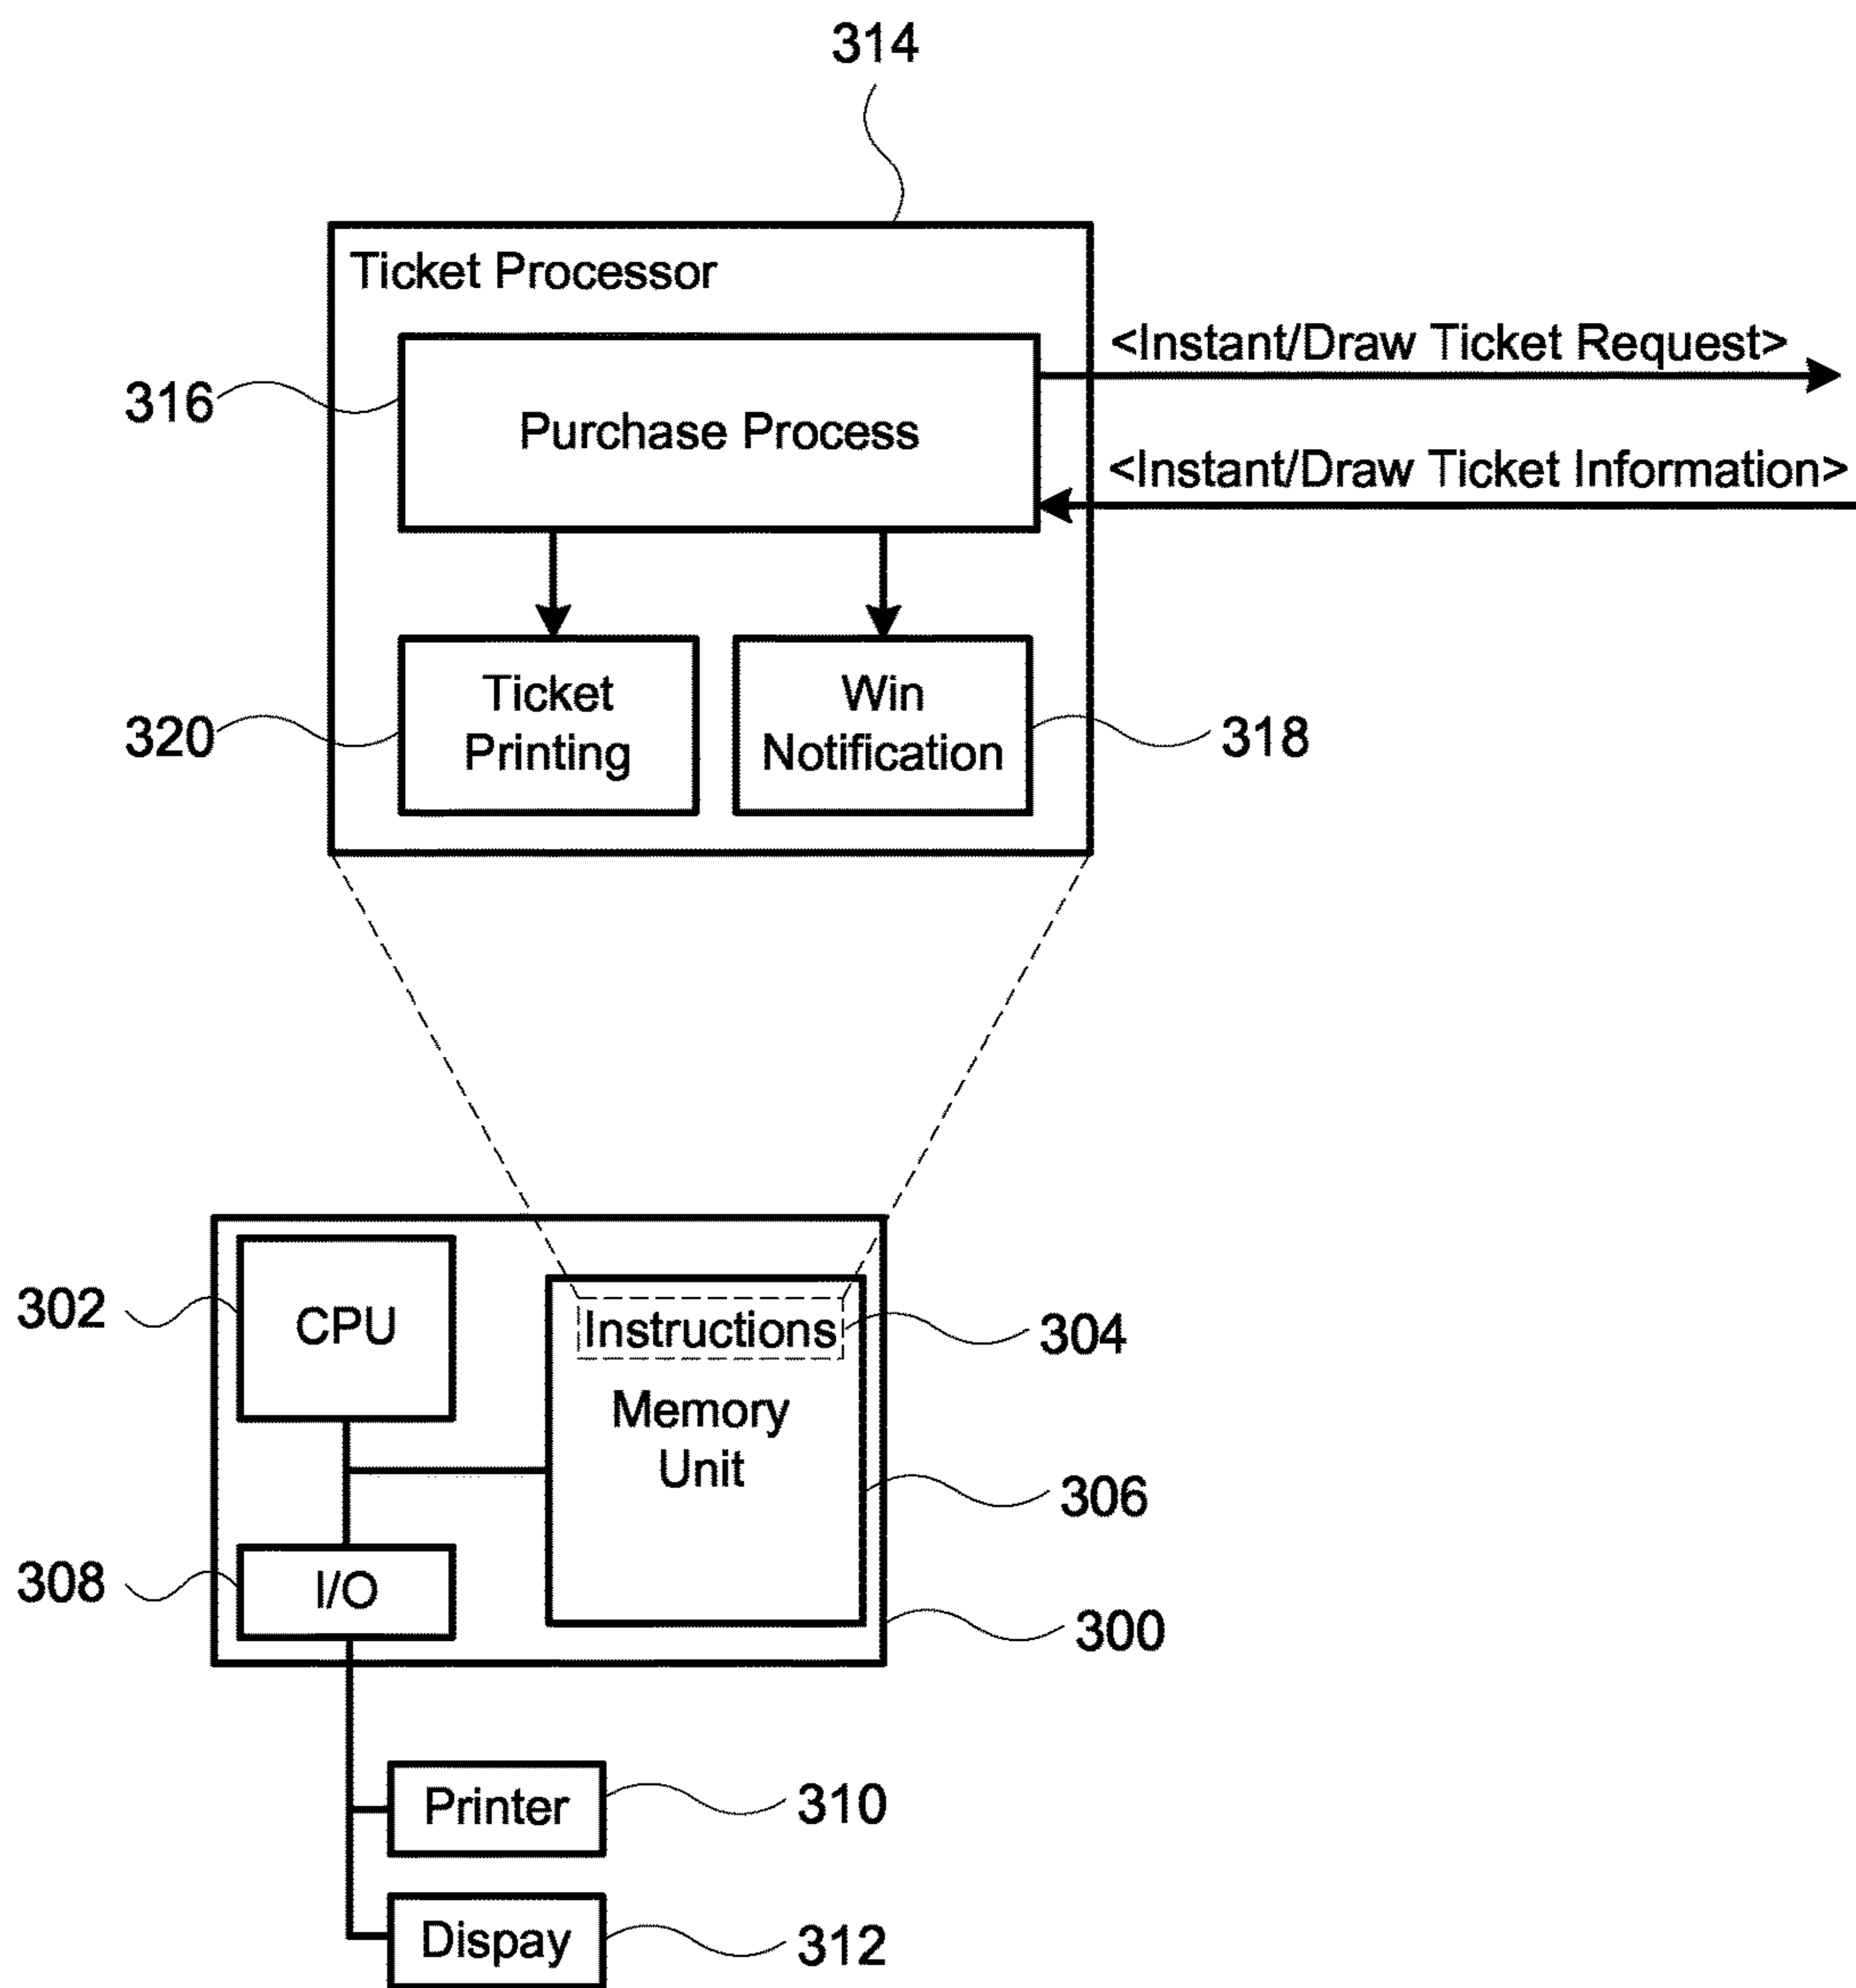 314
Ticket Processor
<Instant/Draw Ticket Request>
316
Purchase Process
<Instant/Draw Ticket Information>
Ticket
Printing
Win
Notification
320
318
302
CPU
Instructions
304
Memory
Unit
306
308
I/O
300
Printer
310
Dispay
312